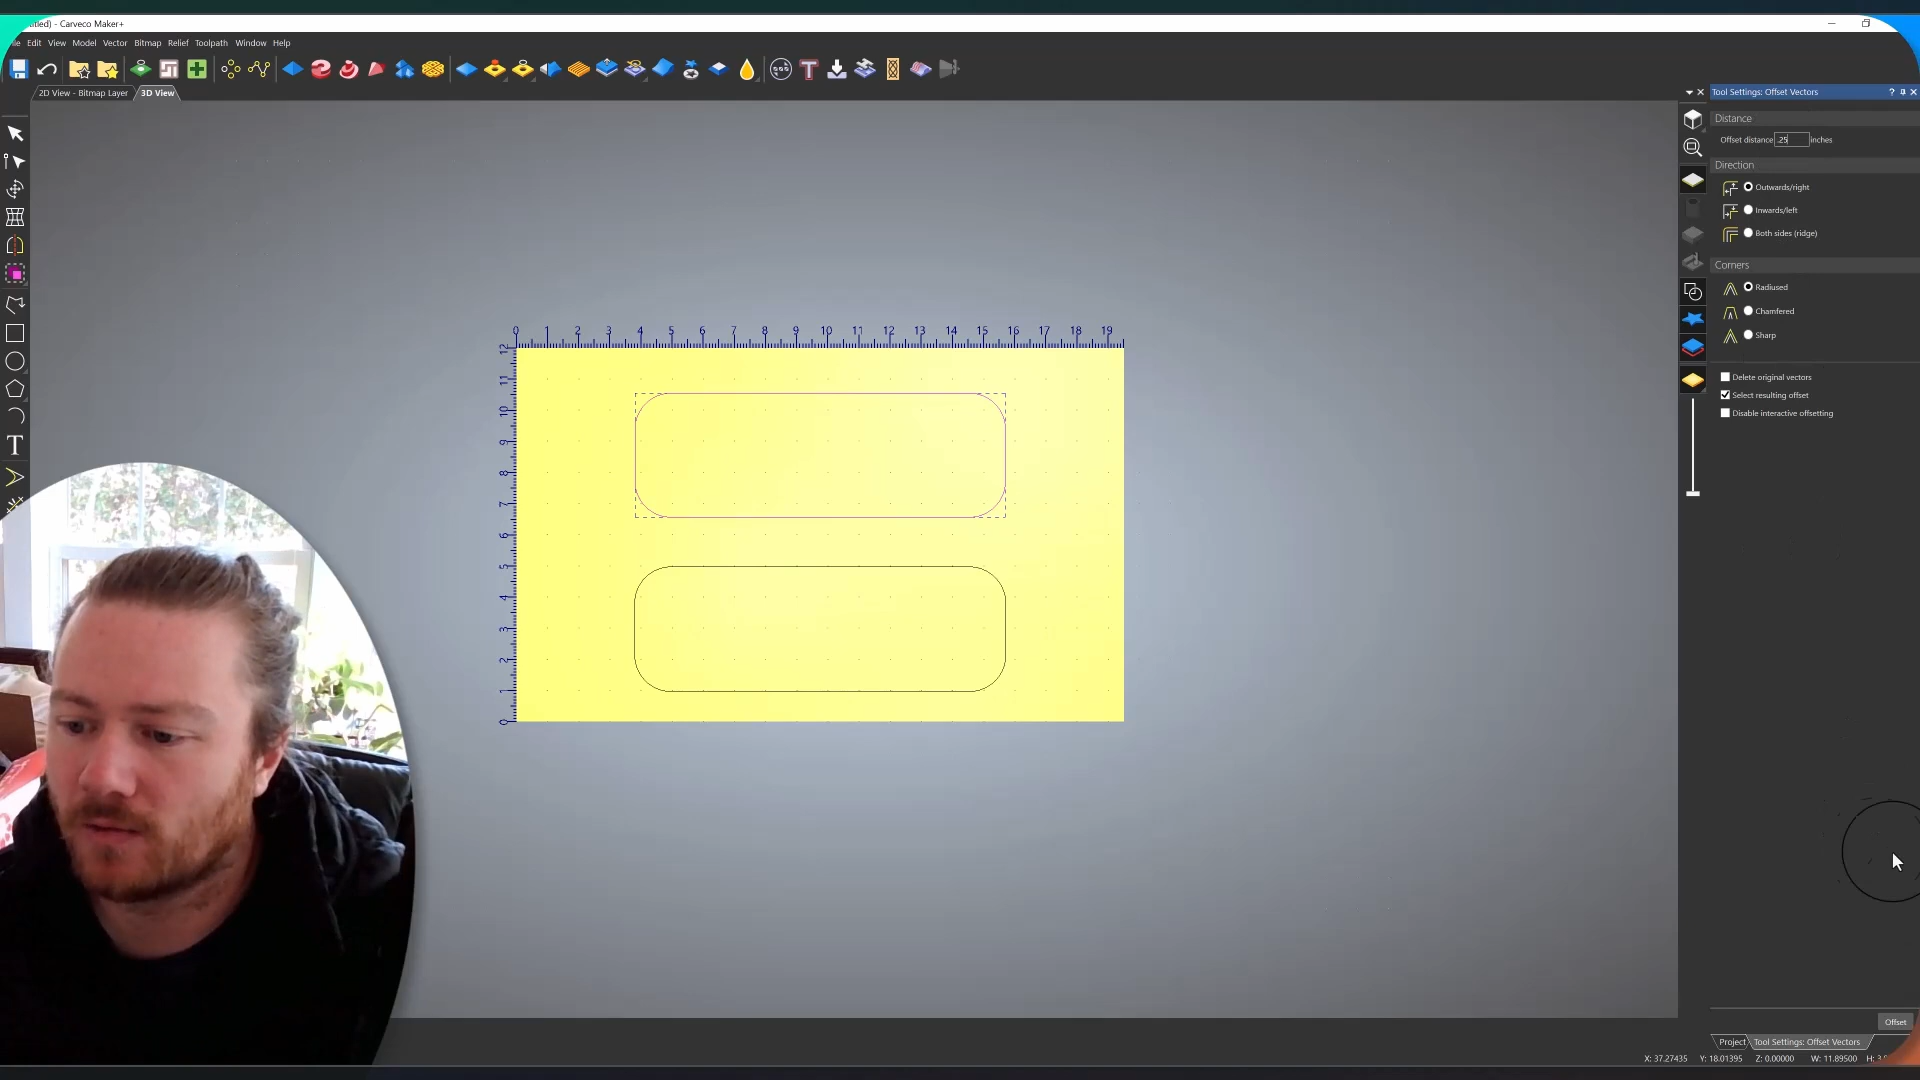 - Carveco Maker+
Edit View Model Vector Bitmap Relief Toolpath Window Help
2D View - Bitmap Layer 3D View
Tool Settings: Offset Vectors ?
Distance
Offset distance .25 inches
Direction
Outwards/right
Inwards/left
Both sides (ridge)
Corners
Radiused
Chamfered
Sharp
Delete original vectors
Select resulting offset
Disable interactive offsetting
0 1 2 3 4 5 6 7 8 9 10 11 12 13 14 15 16 17 18 19
12
11
10
9
8
7
6
5
4
3
2
1
0
T
Offset
Project Tool Settings: Offset Vectors
X: 37.27435 Y: 18.01395 Z: 0.00000 W: 11.89500 H: